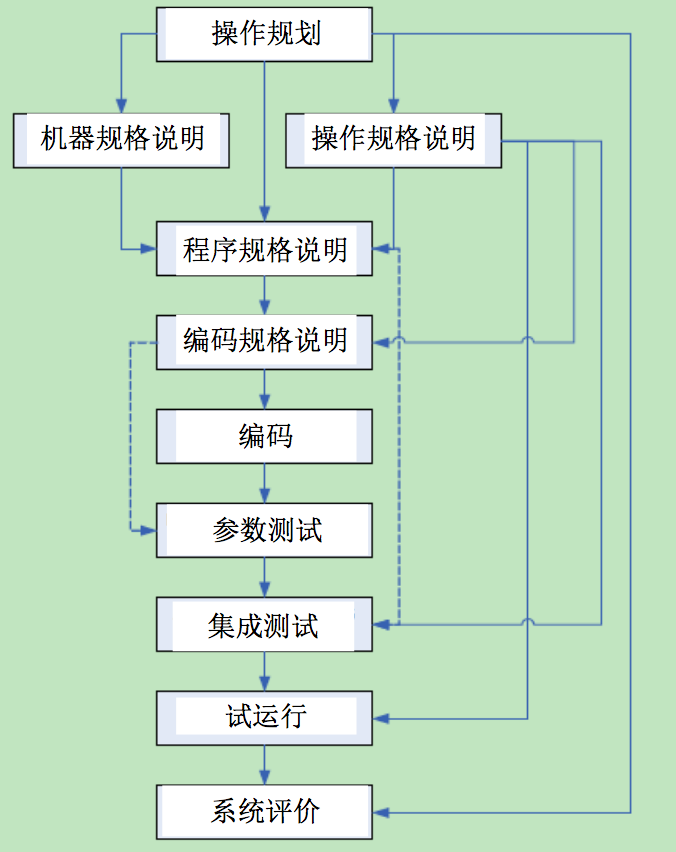 操作规划
机器规格说明
操作规格说明
程序规格说明
编码规格说明
编码
参数测试
集成测试
试运行
系统评价